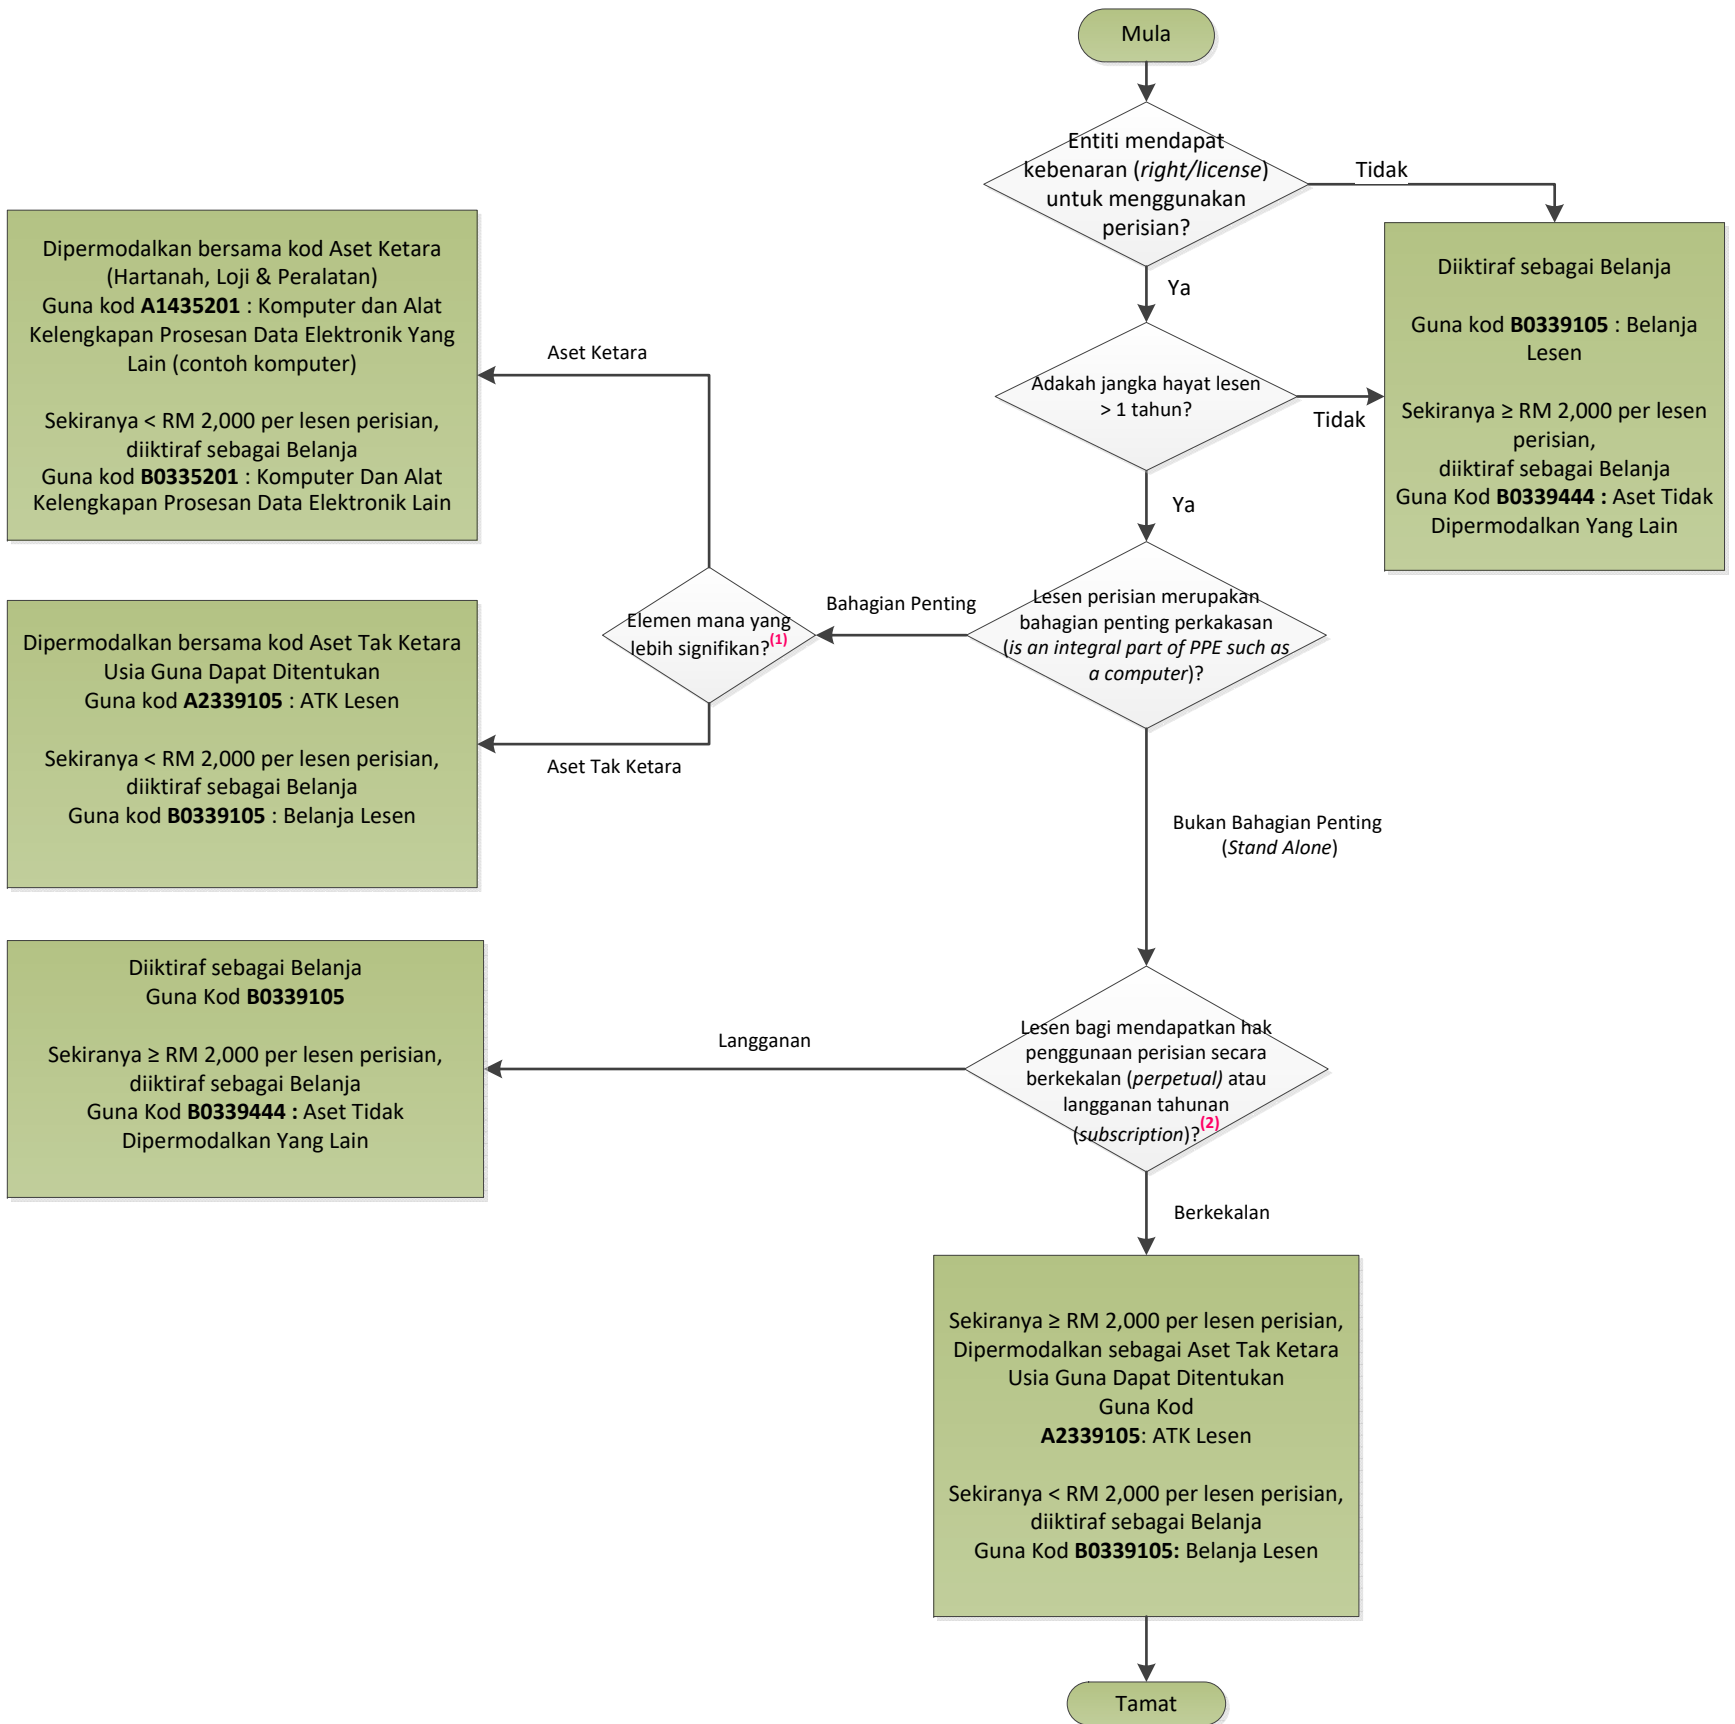 Mula
Entiti mendapat
kebenaran (right/license)
untuk menggunakan
perisian?
Tidak
Ya
Diiktiraf sebagai Belanja
Guna kod B0339105 : Belanja
Lesen
Sekiranya ≥ RM 2,000 per lesen
perisian,
diiktiraf sebagai Belanja
Guna Kod B0339444 : Aset Tidak
Dipermodalkan Yang Lain
Adakah jangka hayat lesen
> 1 tahun?
Tidak
Ya
Lesen perisian merupakan
bahagian penting perkakasan
(is an integral part of PPE such as
a computer)?
Bahagian Penting
Elemen mana yang
lebih signifikan?(1)
Aset Ketara
Dipermodalkan bersama kod Aset Ketara
(Hartanah, Loji & Peralatan)
Guna kod A1435201 : Komputer dan Alat
Kelengkapan Prosesan Data Elektronik Yang
Lain (contoh komputer)
Sekiranya < RM 2,000 per lesen perisian,
diiktiraf sebagai Belanja
Guna kod B0335201 : Komputer Dan Alat
Kelengkapan Prosesan Data Elektronik Lain
Aset Tak Ketara
Dipermodalkan bersama kod Aset Tak Ketara
Usia Guna Dapat Ditentukan
Guna kod A2339105 : ATK Lesen
Sekiranya < RM 2,000 per lesen perisian,
diiktiraf sebagai Belanja
Guna kod B0339105 : Belanja Lesen
Bukan Bahagian Penting
(Stand Alone)
Lesen bagi mendapatkan hak
penggunaan perisian secara
berkekalan (perpetual) atau
langganan tahunan
(subscription)?(2)
Langganan
Diiktiraf sebagai Belanja
Guna Kod B0339105
Sekiranya ≥ RM 2,000 per lesen perisian,
diiktiraf sebagai Belanja
Guna Kod B0339444 : Aset Tidak
Dipermodalkan Yang Lain
Berkekalan
Sekiranya ≥ RM 2,000 per lesen perisian,
Dipermodalkan sebagai Aset Tak Ketara
Usia Guna Dapat Ditentukan
Guna Kod
A2339105: ATK Lesen
Sekiranya < RM 2,000 per lesen perisian,
diiktiraf sebagai Belanja
Guna Kod B0339105: Belanja Lesen
Tamat